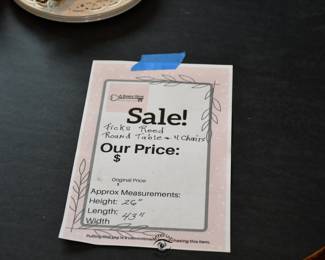 Sale!
Ficks Reed
Round Table + 4 Chairs
Our Price:
$
Original Price
$
Approx Measurements:
Height: 26"
Length: 43"
Width